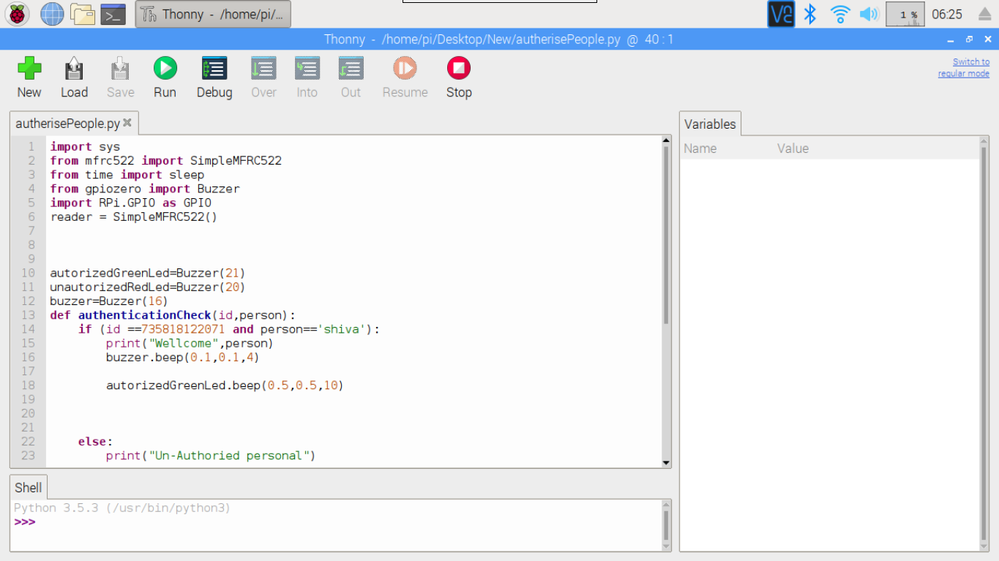 Thonny - /home/pi/...
1 %
06:25
Thonny - /home/pi/Desktop/New/autherisePeople.py @ 40 : 1
New Load Save Run Debug Over Into Out Resume Stop
Switch to
regular mode
autherisePeople.py
1 import sys
2 from mfrc522 import SimpleMFRC522
3 from time import sleep
4 from gpiozero import Buzzer
5 import RPi.GPIO as GPIO
6 reader = SimpleMFRC522()
7
8
9
10 autorizedGreenLed=Buzzer(21)
11 unautorizedRedLed=Buzzer(20)
12 buzzer=Buzzer(16)
13 def authenticationCheck(id,person):
14     if (id ==735818122071 and person=='shiva'):
15         print("Wellcome",person)
16         buzzer.beep(0.1,0.1,4)
17
18         autorizedGreenLed.beep(0.5,0.5,10)
19
20
21
22     else:
23         print("Un-Authoried personal")
Shell
Python 3.5.3 (/usr/bin/python3)
>>>
Variables
Name Value